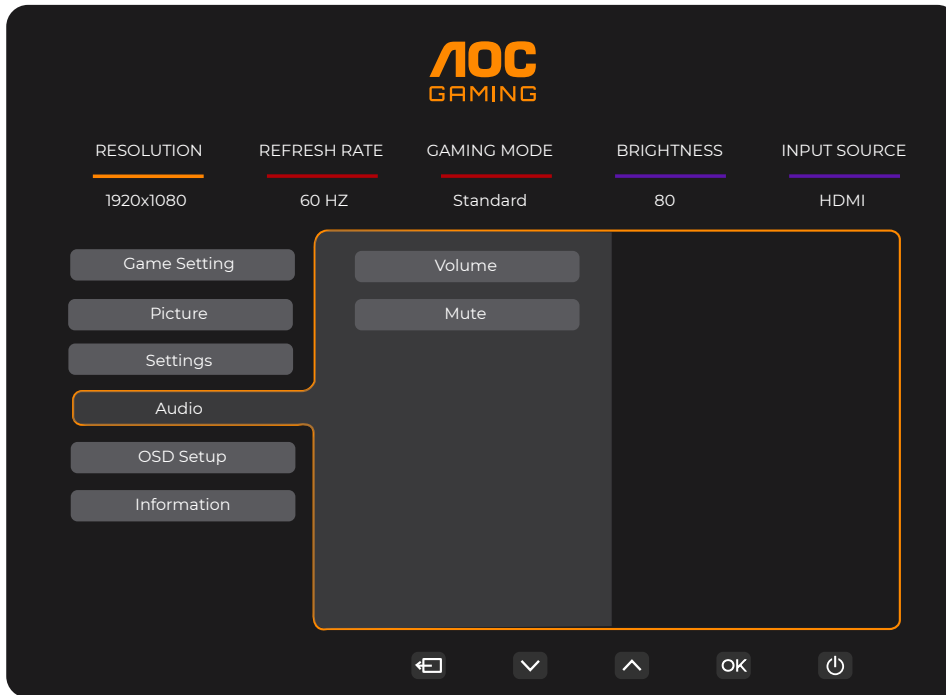 AOC
GAMING
RESOLUTION REFRESH RATE GAMING MODE BRIGHTNESS INPUT SOURCE
1920x1080 60 HZ Standard 80 HDMI
Game Setting Volume
Picture Mute
Settings
Audio
OSD Setup
Information
OK